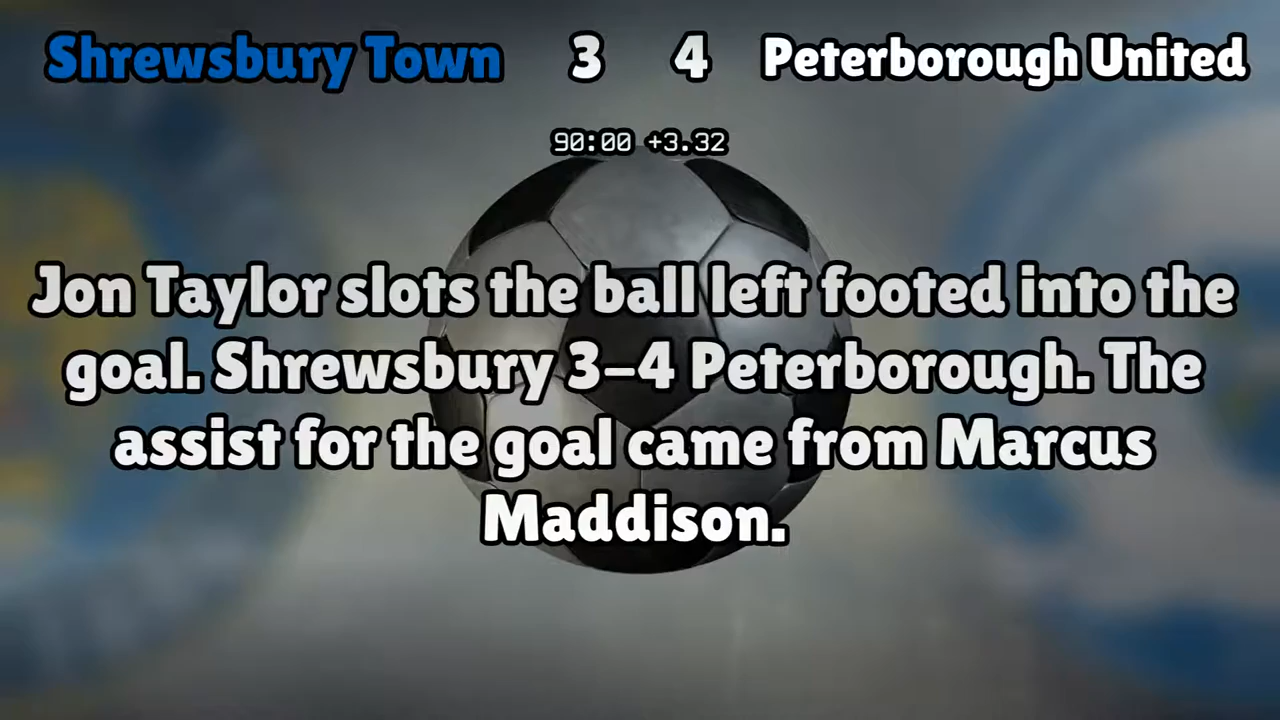 Shrewsbury Town 3 4 Peterborough United
90:00 +3.32
Jon Taylor slots the ball left footed into the
goal. Shrewsbury 3–4 Peterborough. The
assist for the goal came from Marcus
Maddison.